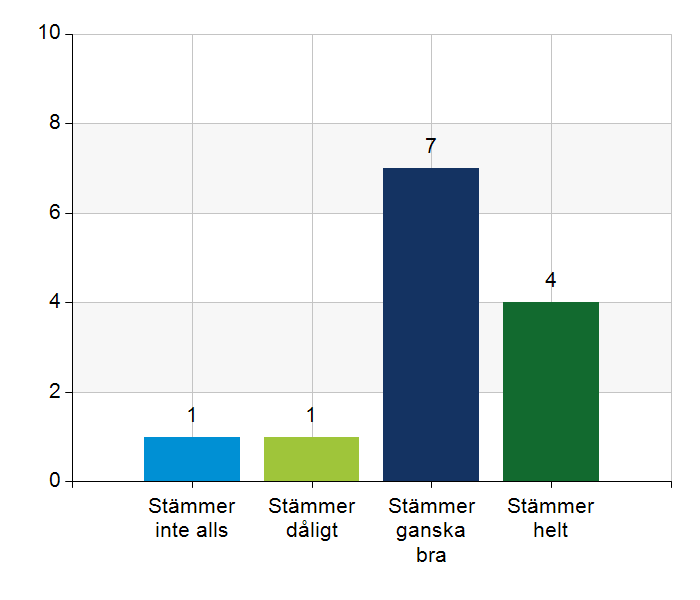 10
8
6
4
2
0
1
1
7
4
Stämmer
inte alls
Stämmer
dåligt
Stämmer
ganska
bra
Stämmer
helt